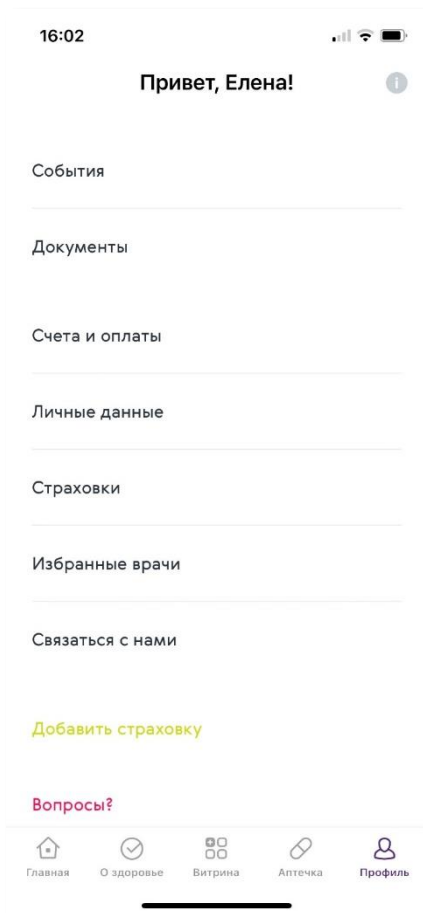 16:02
Привет, Елена!
События
Документы
Счета и оплаты
Личные данные
Страховки
Избранные врачи
Связаться с нами
Добавить страховку
Вопросы?
Главная О здоровье Витрина Аптечка Профиль